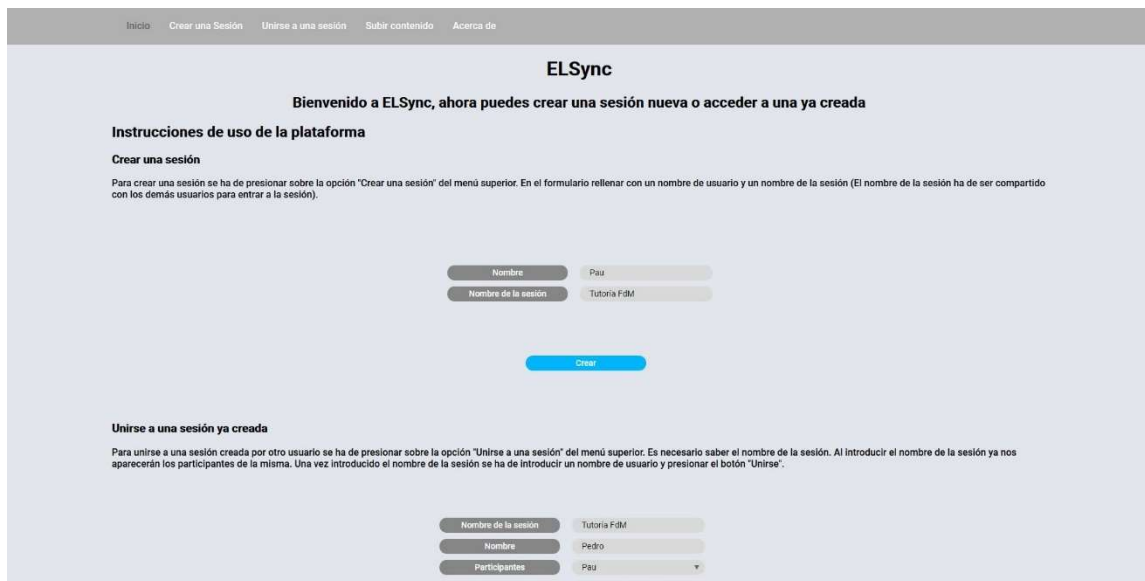 Inicio Crear una Sesión Unirse a una sesión Subir contenido Acerca de
ELSync
Bienvenido a ELSync, ahora puedes crear una sesión nueva o acceder a una ya creada
Instrucciones de uso de la plataforma
Crear una sesión
Para crear una sesión se ha de presionar sobre la opción "Crear una sesión" del menú superior. En el formulario rellenar con un nombre de usuario y un nombre de la sesión (El nombre de la sesión ha de ser compartido
con los demás usuarios para entrar a la sesión).
Nombre Pau
Nombre de la sesión Tutoría FdM
Crear
Unirse a una sesión ya creada
Para unirse a una sesión creada por otro usuario se ha de presionar sobre la opción "Unirse a una sesión" del menú superior. Es necesario saber el nombre de la sesión. Al introducir el nombre de la sesión ya nos
aparecerán los participantes de la misma. Una vez introducido el nombre de la sesión se ha de introducir un nombre de usuario y presionar el botón "Unirse".
Nombre de la sesión Tutoría FdM
Nombre Pedro
Participantes Pau